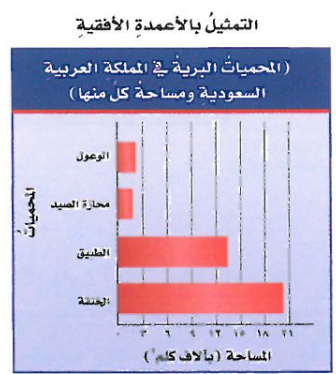 التمثيلُ بالأعمدةِ الأفقيةِ
(المحمياتُ البريةُ في المملكة العربيةِ
السعوديةِ ومساحةُ كلٍّ منها)
المحمياتُ
الوعول
محازة الصيد
الطبيق
الخنفة
٠ ٣ ٦ ٩ ١٢ ١٥ ١٨ ٢١
المساحة (بآلاف كلم²)